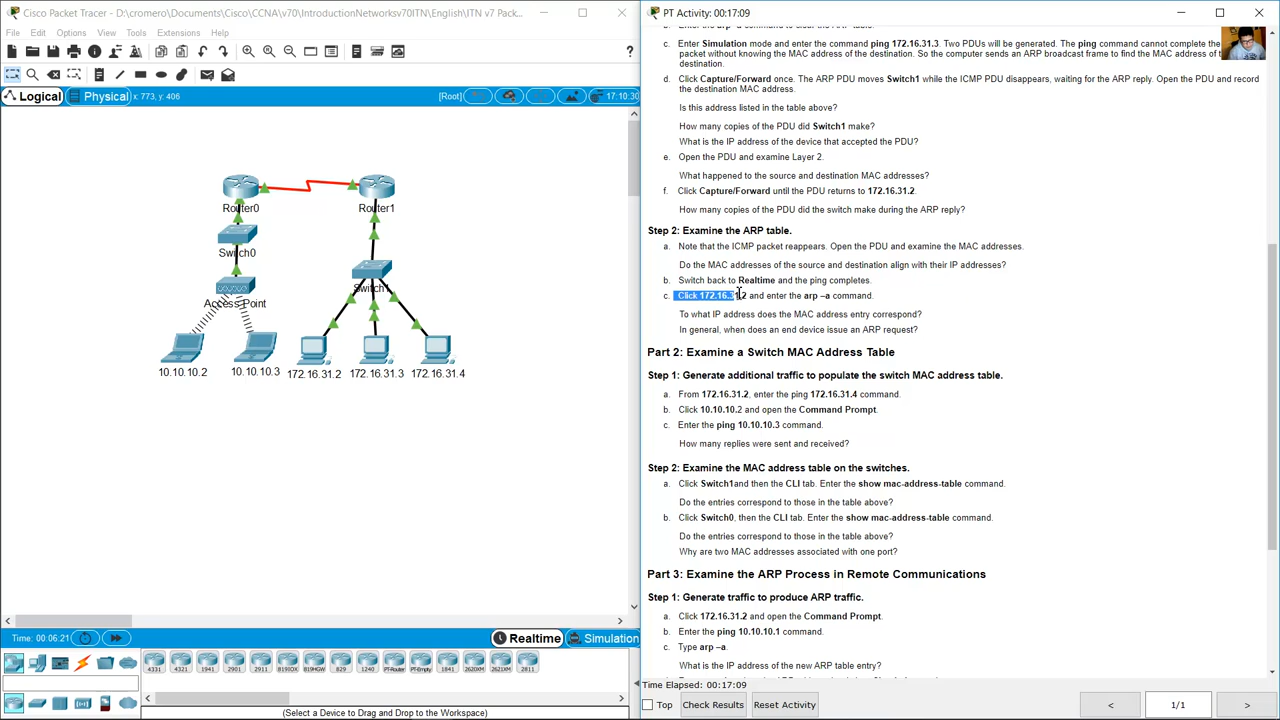 Cisco Packet Tracer - C:\Users\cromero\Documents\Cisco\CCNA\v70\IntroductionNetworksv70ITN\English\ITN v7 Pack...
File Edit Options View Tools Extensions Help
Logical Physical x: 773, y: 406 [Root] 17:10:30
Router0 Router1
Switch0
Switch1
Access Point
10.10.10.2 10.10.10.3 172.16.31.2 172.16.31.3 172.16.31.4
Time: 00:06:21 Realtime Simulation
4331 4321 1941 2901 2911 819IOX 819HGW 829 1240 PT-Router PT-Empty 1841 2620XM 2621XM 2811
(Select a Device to Drag and Drop to the Workspace)
PT Activity: 00:17:09
c. Enter Simulation mode and enter the command ping 172.16.31.3. Two PDUs will be generated. The ping command cannot complete the
packet without knowing the MAC address of the destination. So the computer sends an ARP broadcast frame to find the MAC address of t
destination.
d. Click Capture/Forward once. The ARP PDU moves Switch1 while the ICMP PDU disappears, waiting for the ARP reply. Open the PDU and record
the destination MAC address.
Is this address listed in the table above?
How many copies of the PDU did Switch1 make?
What is the IP address of the device that accepted the PDU?
e. Open the PDU and examine Layer 2.
What happened to the source and destination MAC addresses?
f. Click Capture/Forward until the PDU returns to 172.16.31.2.
How many copies of the PDU did the switch make during the ARP reply?
Step 2: Examine the ARP table.
a. Note that the ICMP packet reappears. Open the PDU and examine the MAC addresses.
Do the MAC addresses of the source and destination align with their IP addresses?
b. Switch back to Realtime and the ping completes.
c. Click 172.16.31.2 and enter the arp –a command.
To what IP address does the MAC address entry correspond?
In general, when does an end device issue an ARP request?
Part 2: Examine a Switch MAC Address Table
Step 1: Generate additional traffic to populate the switch MAC address table.
a. From 172.16.31.2, enter the ping 172.16.31.4 command.
b. Click 10.10.10.2 and open the Command Prompt.
c. Enter the ping 10.10.10.3 command.
How many replies were sent and received?
Step 2: Examine the MAC address table on the switches.
a. Click Switch1and then the CLI tab. Enter the show mac-address-table command.
Do the entries correspond to those in the table above?
b. Click Switch0, then the CLI tab. Enter the show mac-address-table command.
Do the entries correspond to those in the table above?
Why are two MAC addresses associated with one port?
Part 3: Examine the ARP Process in Remote Communications
Step 1: Generate traffic to produce ARP traffic.
a. Click 172.16.31.2 and open the Command Prompt.
b. Enter the ping 10.10.10.1 command.
c. Type arp –a.
What is the IP address of the new ARP table entry?
Time Elapsed: 00:17:09
Top Check Results Reset Activity < 1/1 >